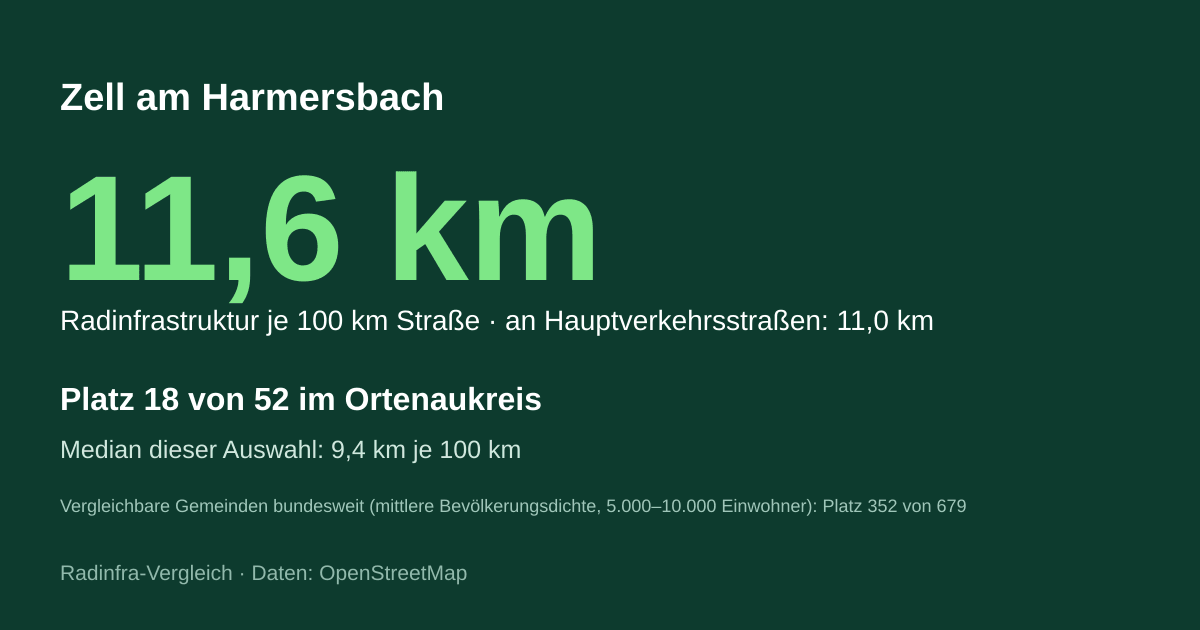 Zell am Harmersbach
11,6 km
Radinfrastruktur je 100 km Straße · an Hauptverkehrsstraßen: 11,0 km
Platz 18 von 52 im Ortenaukreis
Median dieser Auswahl: 9,4 km je 100 km
Vergleichbare Gemeinden bundesweit (mittlere Bevölkerungsdichte, 5.000–10.000 Einwohner): Platz 352 von 679
Radinfra-Vergleich · Daten: OpenStreetMap